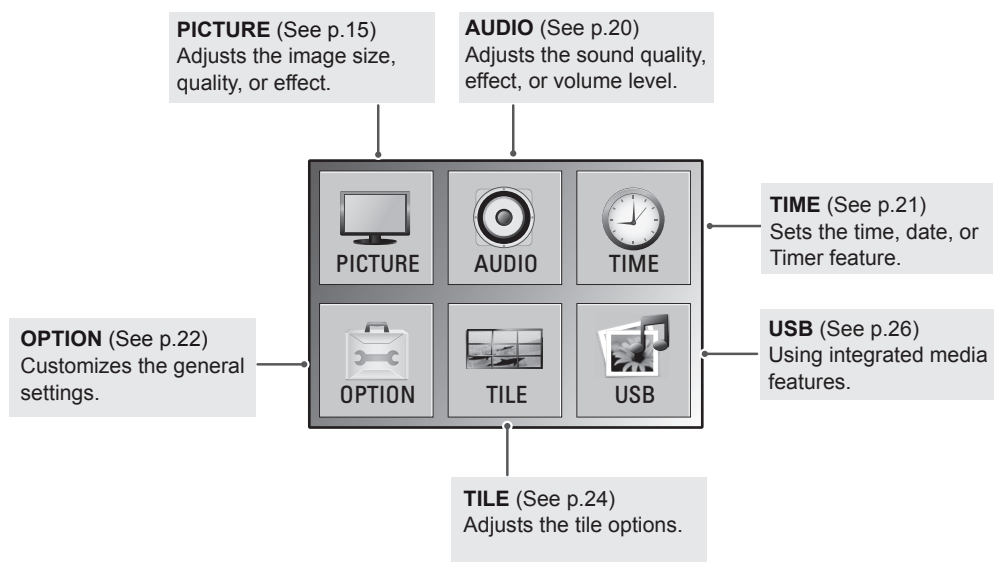 PICTURE (See p.15)
Adjusts the image size,
quality, or effect.
AUDIO (See p.20)
Adjusts the sound quality,
effect, or volume level.
PICTURE
AUDIO
TIME
TIME (See p.21)
Sets the time, date, or
Timer feature.
OPTION (See p.22)
Customizes the general
settings.
OPTION
TILE
USB
USB (See p.26)
Using integrated media
features.
TILE (See p.24)
Adjusts the tile options.